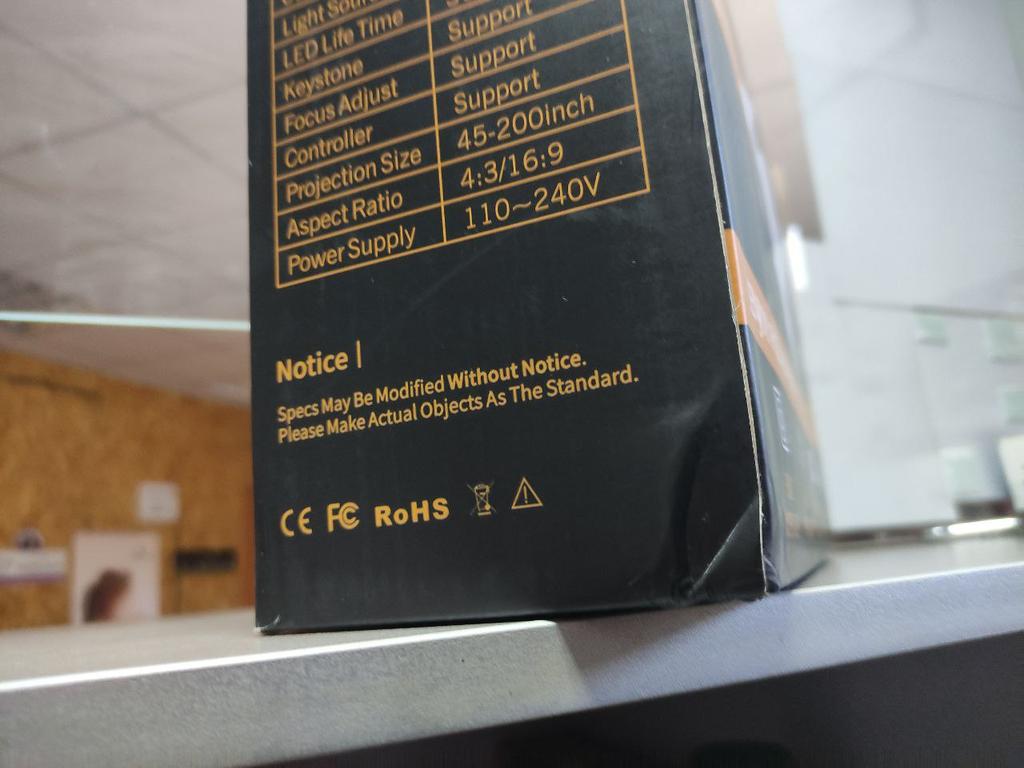 Light
LED Life Time
Keystone Support
Focus Adjust Support
Controller Support
Projection Size 45-200inch
Aspect Ratio 4:3/16:9
Power Supply 110~240V
Notice |
Specs May Be Modified Without Notice.
Please Make Actual Objects As The Standard.
CE FC RoHS